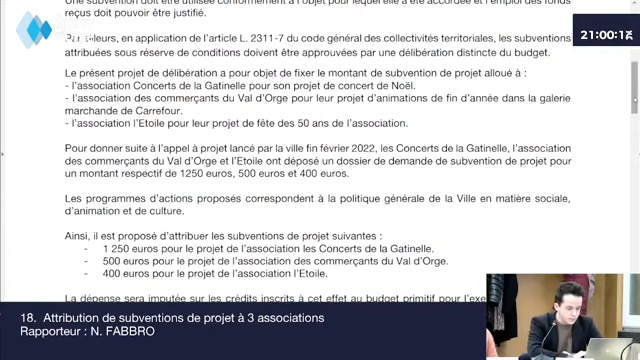 Une subvention doit être utilisée conformément à l'objet pour lequel elle a été accordée et l'emploi des fonds
reçus doit pouvoir être justifié.
Par ailleurs, en application de l'article L. 2311-7 du code général des collectivités territoriales, les subventions
attribuées sous réserve de conditions doivent être approuvées par une délibération distincte du budget.
Le présent projet de délibération a pour objet de fixer le montant de subvention de projet alloué à :
- l'association Concerts de la Gatinelle pour son projet de concert de Noël.
- l'association des commerçants du Val d'Orge pour leur projet d'animations de fin d'année dans la galerie
marchande de Carrefour.
- l'association l'Etoile pour leur projet de fête des 50 ans de l'association.
Pour donner suite à l'appel à projet lancé par la ville fin février 2022, les Concerts de la Gatinelle, l'association
des commerçants du Val d'Orge et l'Etoile ont déposé un dossier de demande de subvention de projet pour
un montant respectif de 1250 euros, 500 euros et 400 euros.
Les programmes d'actions proposés correspondent à la politique générale de la Ville en matière sociale,
d'animation et de culture.
Ainsi, il est proposé d'attribuer les subventions de projet suivantes :
- 1 250 euros pour le projet de l'association les Concerts de la Gatinelle.
- 500 euros pour le projet de l'association des commerçants du Val d'Orge.
- 400 euros pour le projet de l'association l'Etoile.
La dépense sera imputée sur les crédits inscrits à cet effet au budget primitif pour l'exe
18. Attribution de subventions de projet à 3 associations
Rapporteur : N. FABBRO